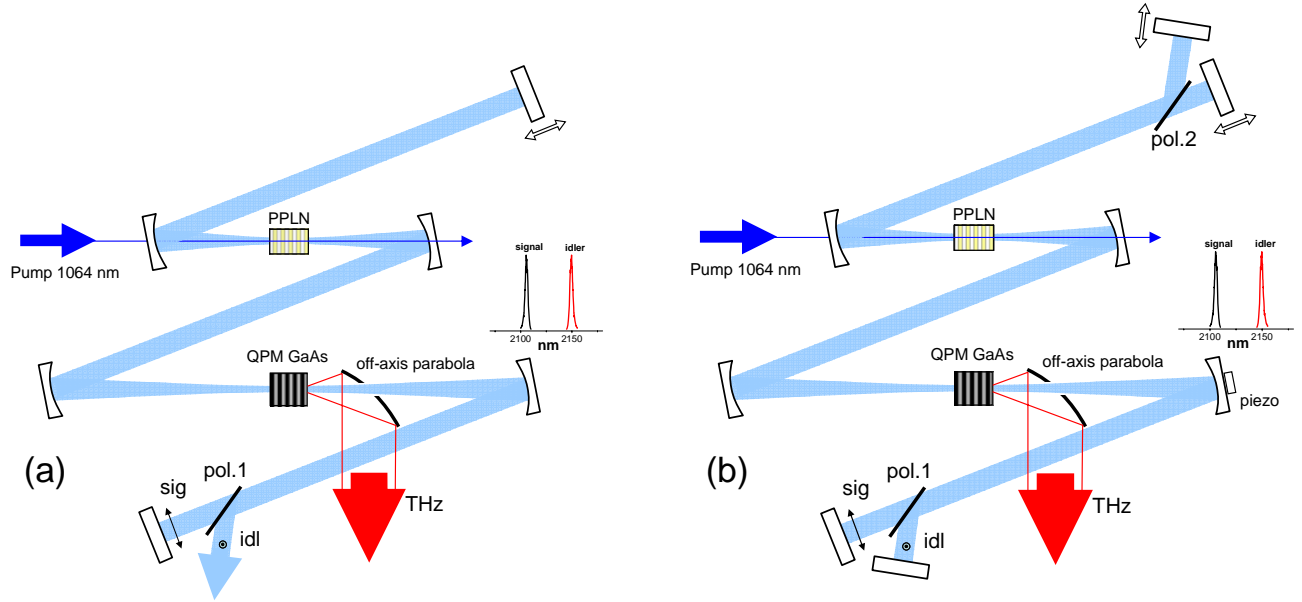 PPLN
Pump 1064 nm
signal
idler
2100
2150
nm
QPM GaAs
off-axis parabola
(a)
pol.1
sig
THz
idl
pol.2
PPLN
Pump 1064 nm
signal
idler
2100
2150
nm
QPM GaAs
off-axis parabola
piezo
(b)
pol.1
sig
THz
idl